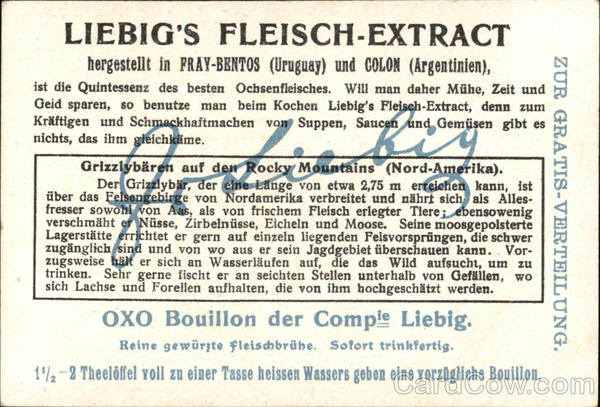 LIEBIG'S FLEISCH-EXTRACT
hergestellt in FRAY-BENTOS (Uruguay) und COLON (Argentinien),
ist die Quintessenz des besten Ochsenfleisches. Will man daher Mühe, Zeit und
Geld sparen, so benutze man beim Kochen Liebig's Fleisch-Extract, denn zum
Kräftigen und Schmackhaftmachen von Suppen, Saucen und Gemüsen gibt es
nichts, das ihm gleichkäme.
J v Liebig
Grizzlybären auf den Rocky Mountains (Nord-Amerika).
Der Grizzlybär, der eine Länge von etwa 2,75 m erreichen kann, ist
über das Felsengebirge von Nordamerika verbreitet und nährt sich als Alles-
fresser sowohl von Aas, als von frischem Fleisch erlegter Tiere; ebensowenig
verschmäht er Nüsse, Zirbelnüsse, Eicheln und Moose. Seine moosgepolsterte
Lagerstätte errichtet er gern auf einzeln liegenden Felsvorsprüngen, die schwer
zugänglich sind und von wo aus er sein Jagdgebiet überschauen kann. Vor-
zugsweise hält er sich an Wasserläufen auf, die das Wild aufsucht, um zu
trinken. Sehr gerne fischt er an seichten Stellen unterhalb von Gefällen, wo
sich Lachse und Forellen aufhalten, die von ihm hochgeschätzt werden.
OXO Bouillon der Compie Liebig.
Reine gewürzte Fleischbrühe. Sofort trinkfertig.
1 1/2 – 2 Theelöffel voll zu einer Tasse heissen Wassers geben eine vorzügliche Bouillon.
ZUR GRATIS-VERTEILUNG.
CardCow.com